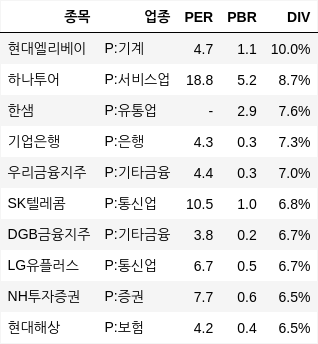 종목 업종 PER PBR DIV
현대엘리베이 P:기계 4.7 1.1 10.0%
하나투어 P:서비스업 18.8 5.2 8.7%
한샘 P:유통업 - 2.9 7.6%
기업은행 P:은행 4.3 0.3 7.3%
우리금융지주 P:기타금융 4.4 0.3 7.0%
SK텔레콤 P:통신업 10.5 1.0 6.8%
DGB금융지주 P:기타금융 3.8 0.2 6.7%
LG유플러스 P:통신업 6.7 0.5 6.7%
NH투자증권 P:증권 7.7 0.6 6.5%
현대해상 P:보험 4.2 0.4 6.5%